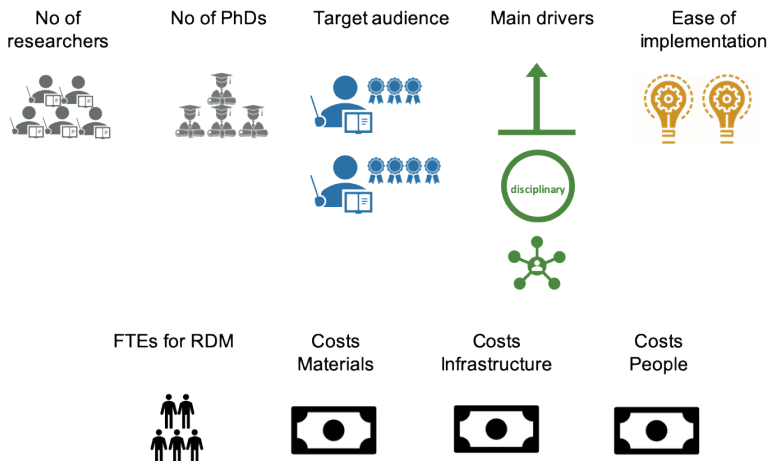 No of
researchers
No of PhDs
Target audience
Main drivers
Ease of
implementation
disciplinary
FTEs for RDM
Costs
Materials
Costs
Infrastructure
Costs
People